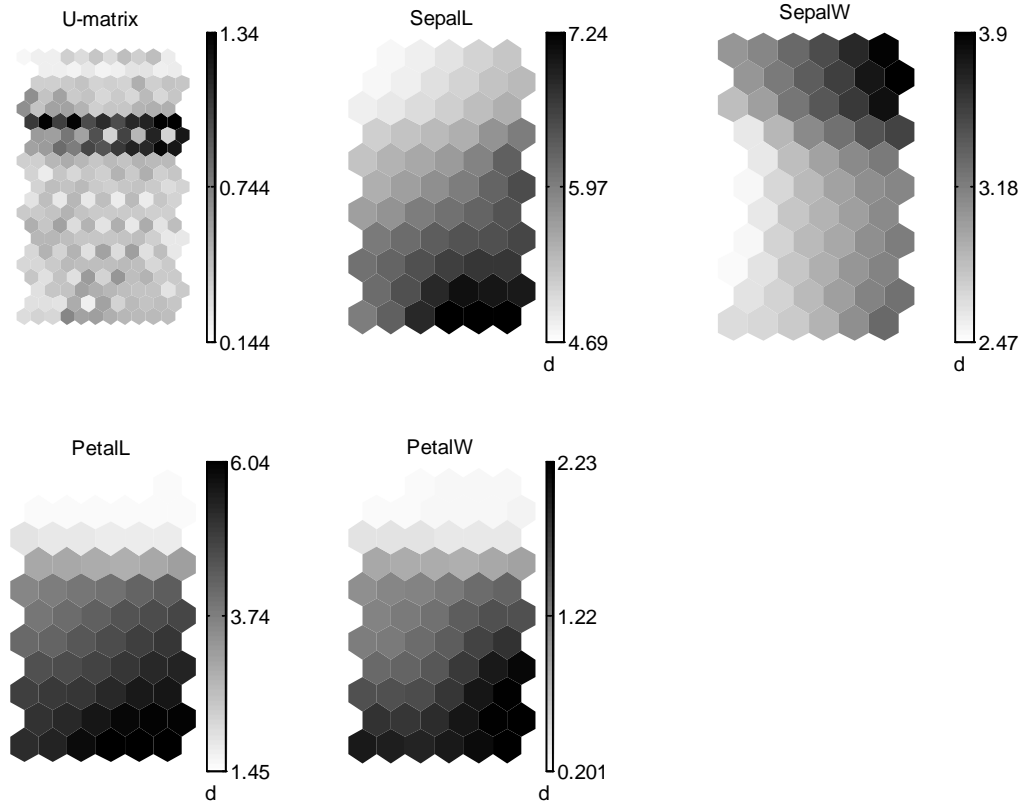 U-matrix
1.34
0.744
0.144
SepalL
7.24
5.97
4.69
d
SepalW
3.9
3.18
2.47
d
PetalL
6.04
3.74
1.45
d
PetalW
2.23
1.22
0.201
d